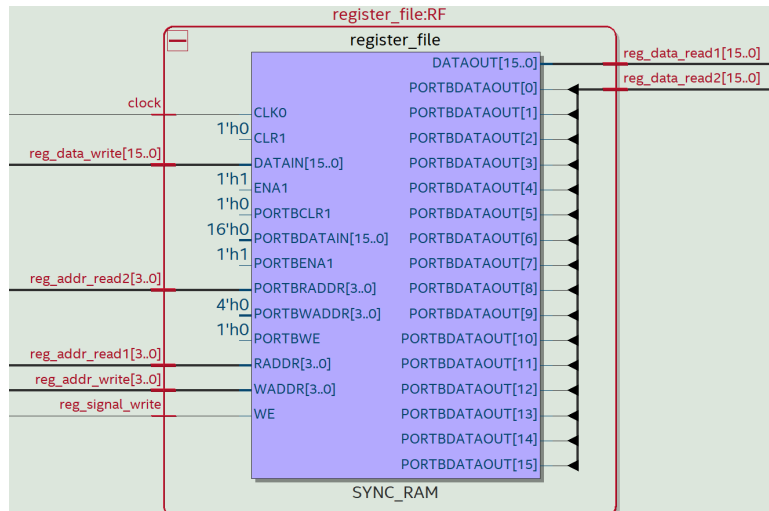 register_file:RF
register_file
DATAOUT[15..0]
reg_data_read1[15..0]
PORTBDATAOUT[0]
reg_data_read2[15..0]
clock
CLK0
PORTBDATAOUT[1]
1'h0
CLR1
PORTBDATAOUT[2]
reg_data_write[15..0]
DATAIN[15..0]
PORTBDATAOUT[3]
1'h1
ENA1
PORTBDATAOUT[4]
1'h0
PORTBCLR1
PORTBDATAOUT[5]
16'h0
PORTBDATAIN[15..0]
PORTBDATAOUT[6]
1'h1
PORTBENA1
PORTBDATAOUT[7]
reg_addr_read2[3..0]
PORTBRADDR[3..0]
PORTBDATAOUT[8]
4'h0
PORTBWADDR[3..0]
PORTBDATAOUT[9]
1'h0
PORTBWE
PORTBDATAOUT[10]
reg_addr_read1[3..0]
RADDR[3..0]
PORTBDATAOUT[11]
reg_addr_write[3..0]
WADDR[3..0]
PORTBDATAOUT[12]
reg_signal_write
WE
PORTBDATAOUT[13]
PORTBDATAOUT[14]
PORTBDATAOUT[15]
SYNC_RAM